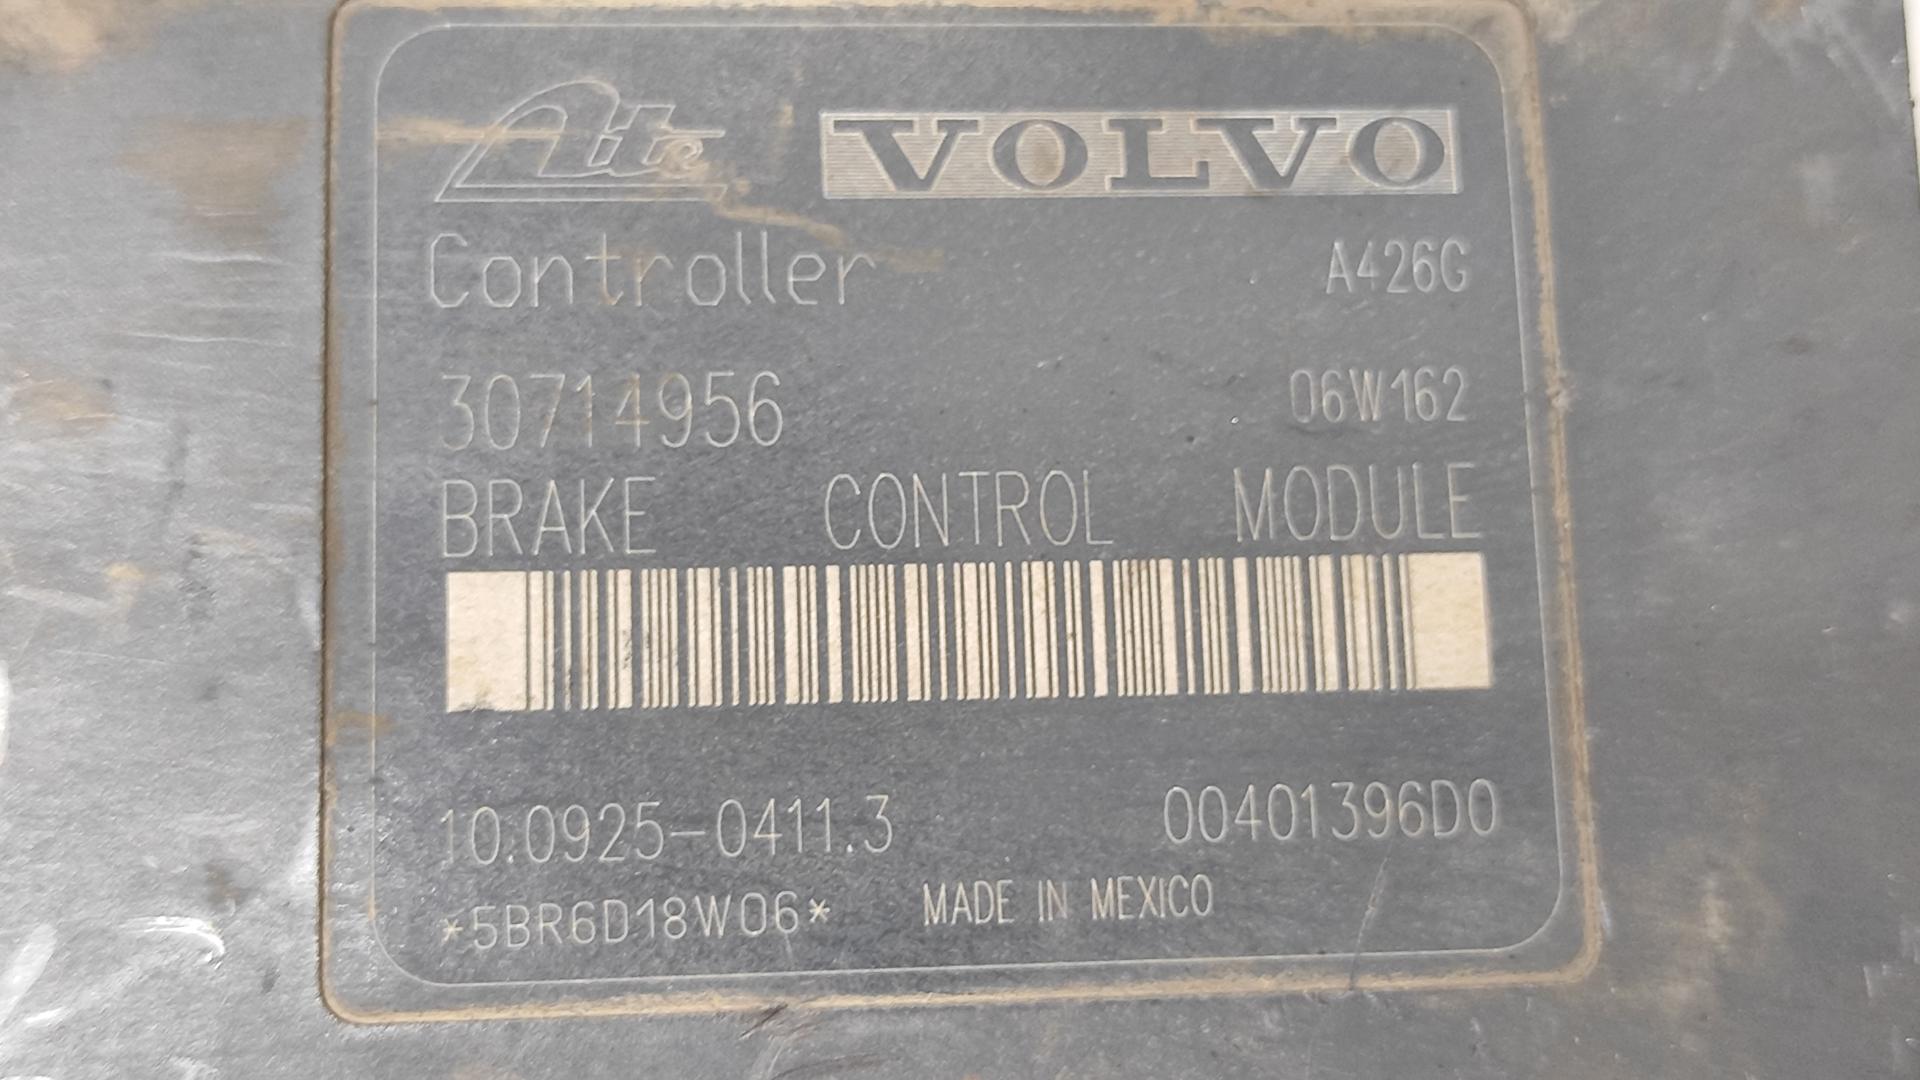 Ate VOLVO
Controller A426G
30714956 06W162
BRAKE CONTROL MODULE
10.0925-0411.3 00401396D0
*5BR6D18W06* MADE IN MEXICO